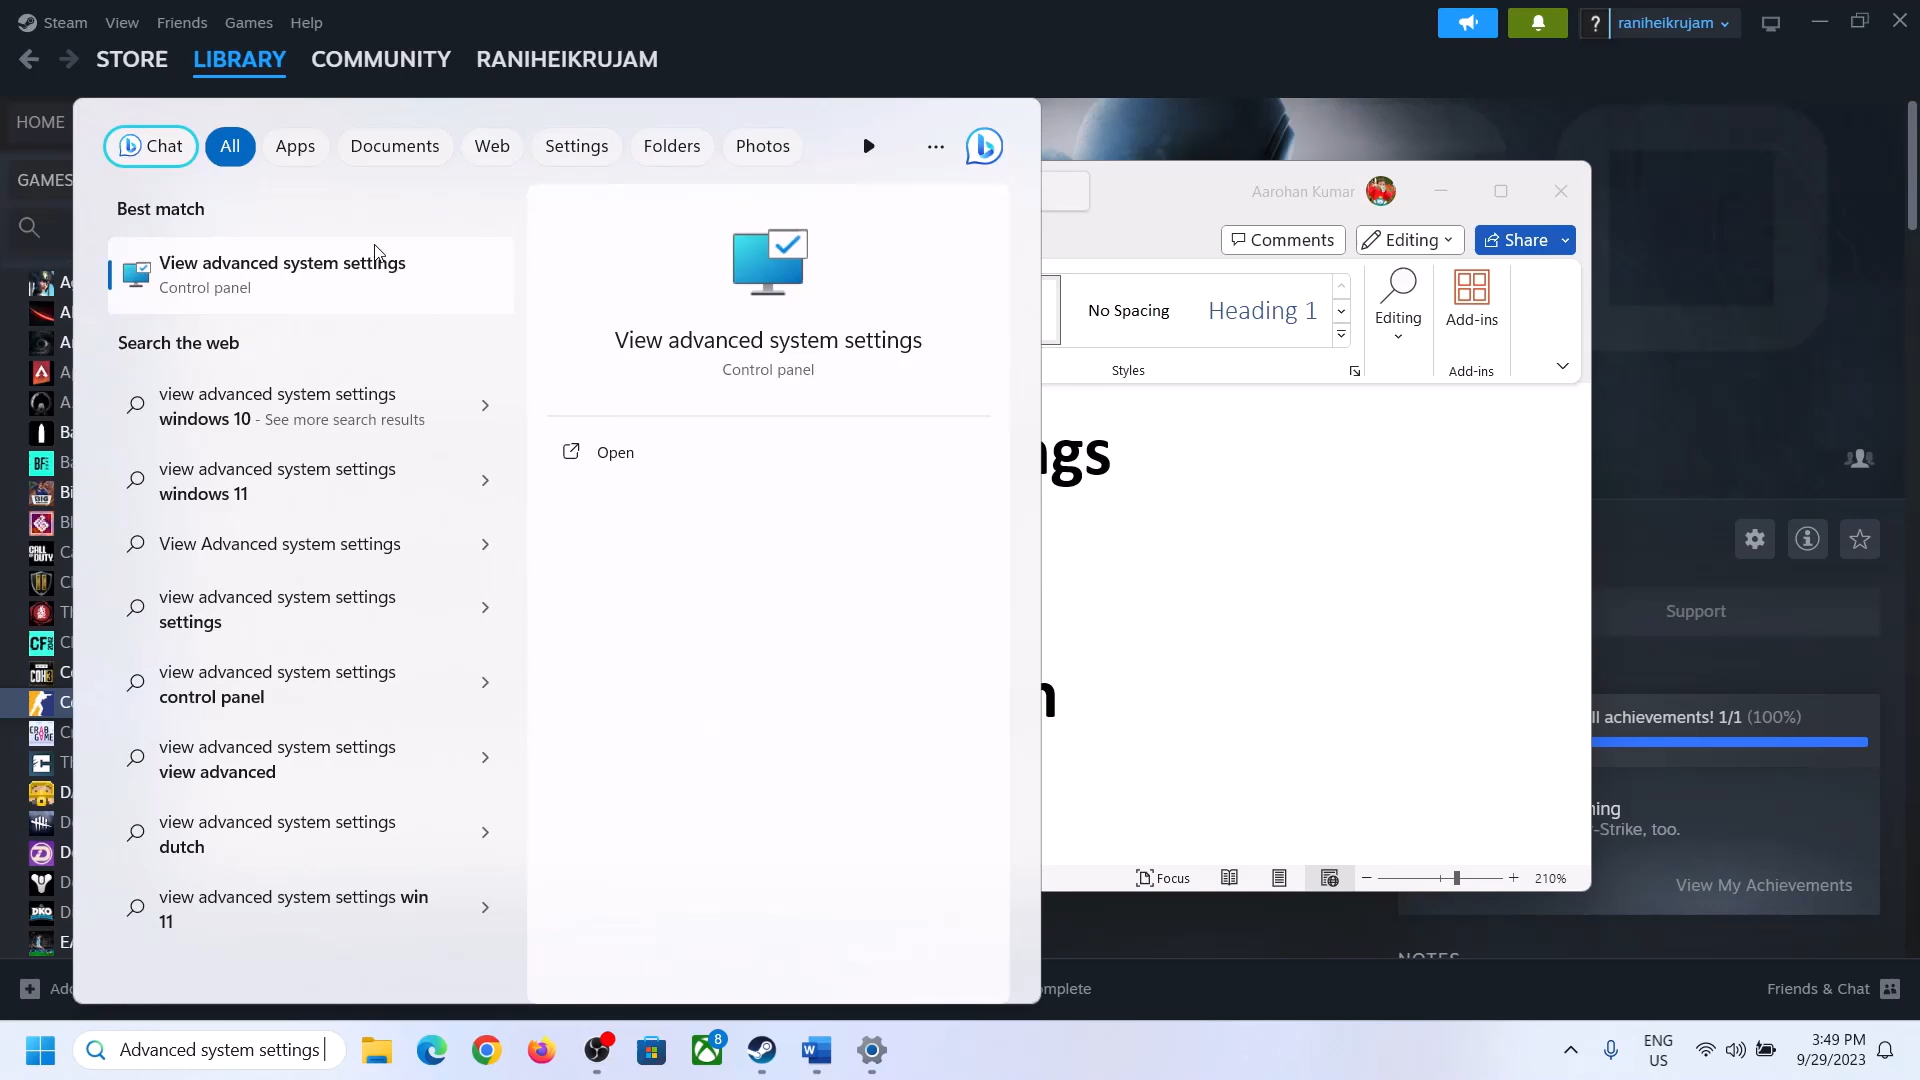 Steam View Friends Games Help
raniheikrujam
STORE LIBRARY COMMUNITY RANIHEIKRUJAM
HOME
GAMES
Chat All Apps Documents Web Settings Folders Photos
Best match
View advanced system settings
Control panel
Search the web
view advanced system settings
windows 10 - See more search results
view advanced system settings
windows 11
View Advanced system settings
view advanced system settings
settings
view advanced system settings
control panel
view advanced system settings
view advanced
view advanced system settings
dutch
view advanced system settings win
11
View advanced system settings
Control panel
Open
Aarohan Kumar
Comments Editing Share
No Spacing Heading 1
Editing
Add-ins
Styles
Add-ins
ngs
n
Focus
210%
Support
ll achievements! 1/1 (100%)
ning
-Strike, too.
View My Achievements
NOTES
mplete
Friends & Chat
Advanced system settings
8
ENG
US
3:49 PM
9/29/2023